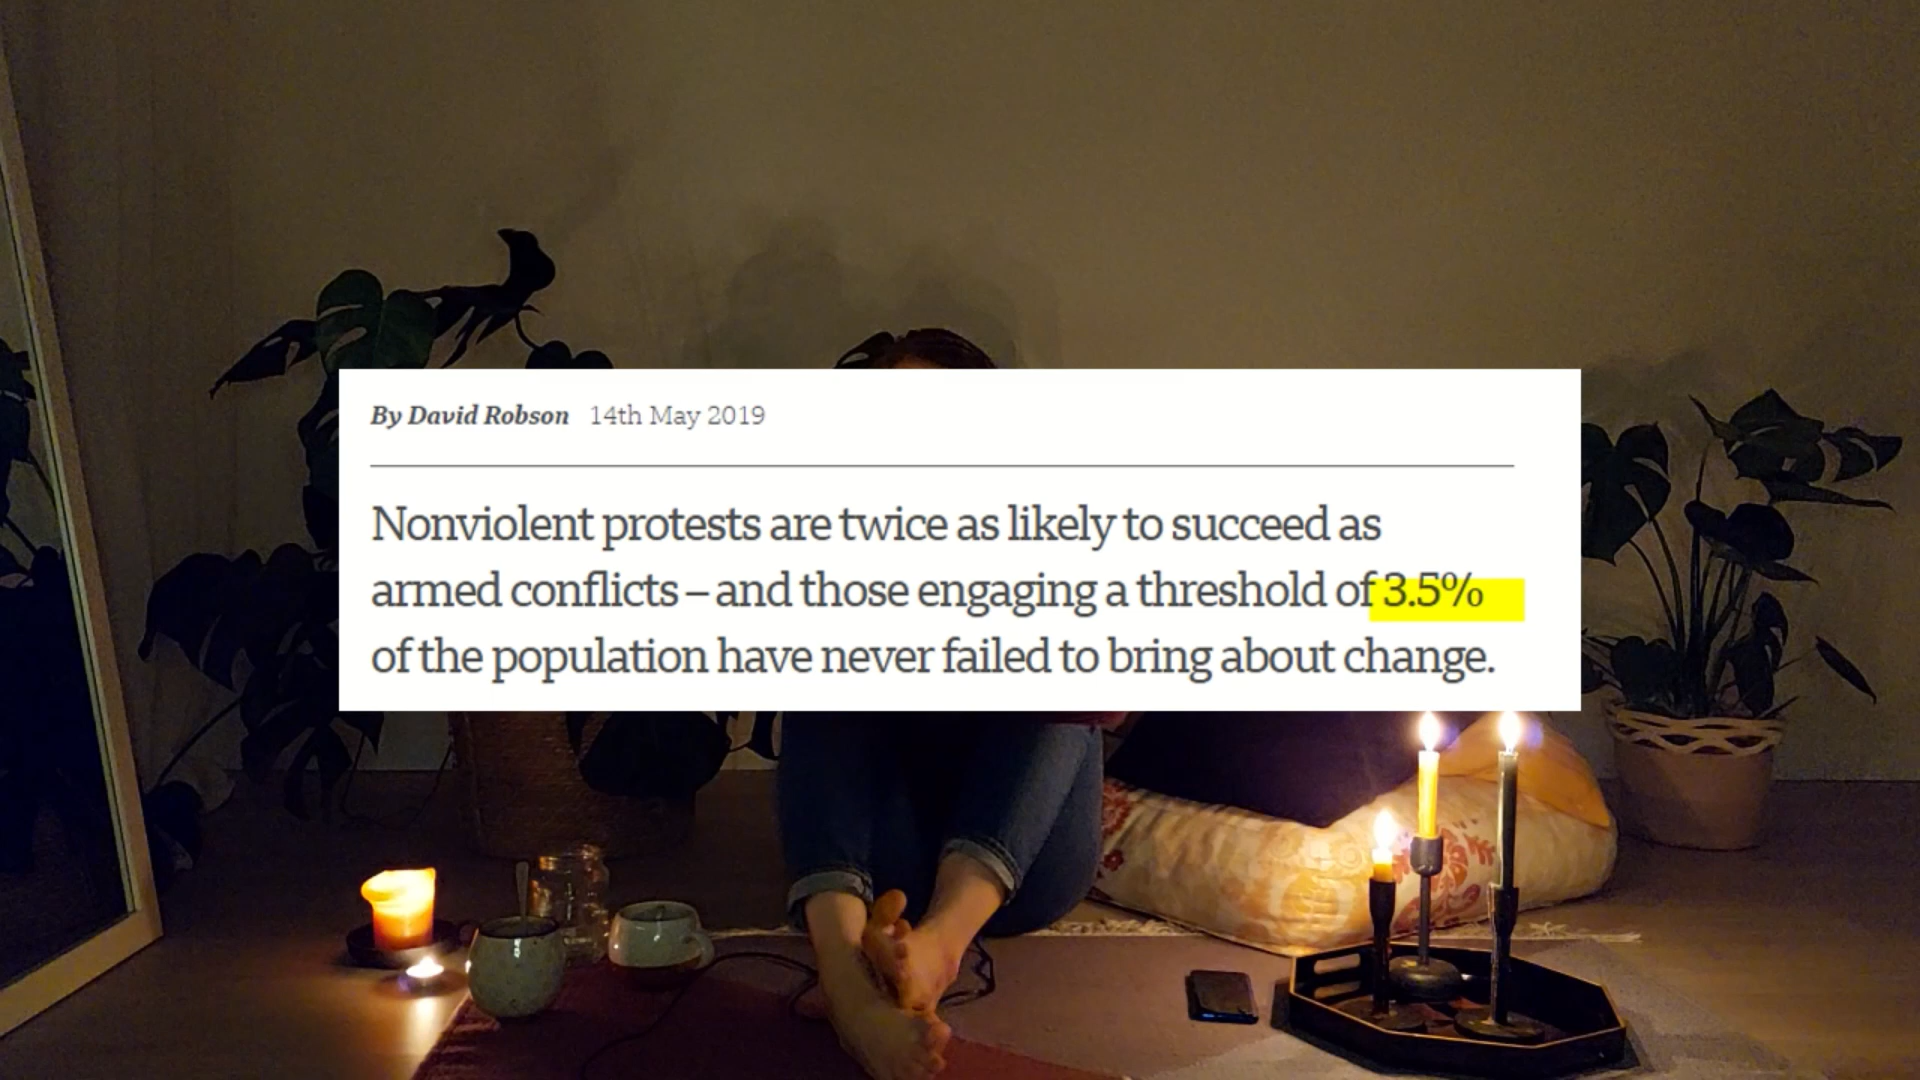 By David Robson 14th May 2019
Nonviolent protests are twice as likely to succeed as
armed conflicts – and those engaging a threshold of 3.5%
of the population have never failed to bring about change.